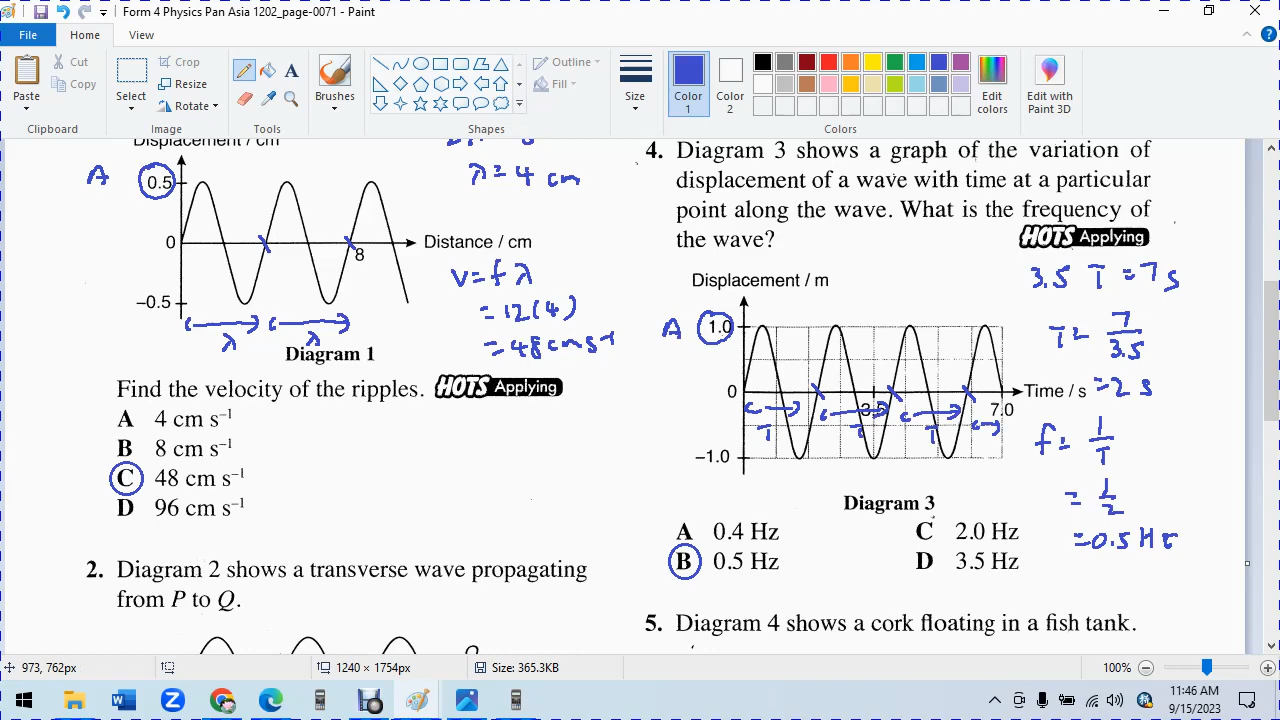 Form 4 Physics Pan Asia 1202_page-0071 - Paint
File
Home
View
Paste
Cut
Copy
Clipboard
Select
Crop
Resize
Rotate
Image
Tools
Brushes
Shapes
Outline
Fill
Size
Color 1
Color 2
Edit colors
Edit with Paint 3D
Colors
Displacement / cm
A
0.5
0
−0.5
8
Distance / cm
λ
λ
Diagram 1
λ = 4 cm
V = f λ
= 12(4)
= 48 cm s⁻¹
Find the velocity of the ripples. HOTS Applying
A 4 cm s⁻¹
B 8 cm s⁻¹
C 48 cm s⁻¹
D 96 cm s⁻¹
2. Diagram 2 shows a transverse wave propagating
from P to Q.
4. Diagram 3 shows a graph of the variation of
displacement of a wave with time at a particular
point along the wave. What is the frequency of
the wave?
HOTS Applying
Displacement / m
A
1.0
0
−1.0
7.0
Time / s
T
T
T
Diagram 3
3.5 T = 7 s
T = 7/3.5
= 2 s
f = 1/T
= 1/2
= 0.5 Hz
A 0.4 Hz
B 0.5 Hz
C 2.0 Hz
D 3.5 Hz
5. Diagram 4 shows a cork floating in a fish tank.
973, 762px
1240 × 1754px
Size: 365.3KB
100%
11:46 AM
9/15/2023